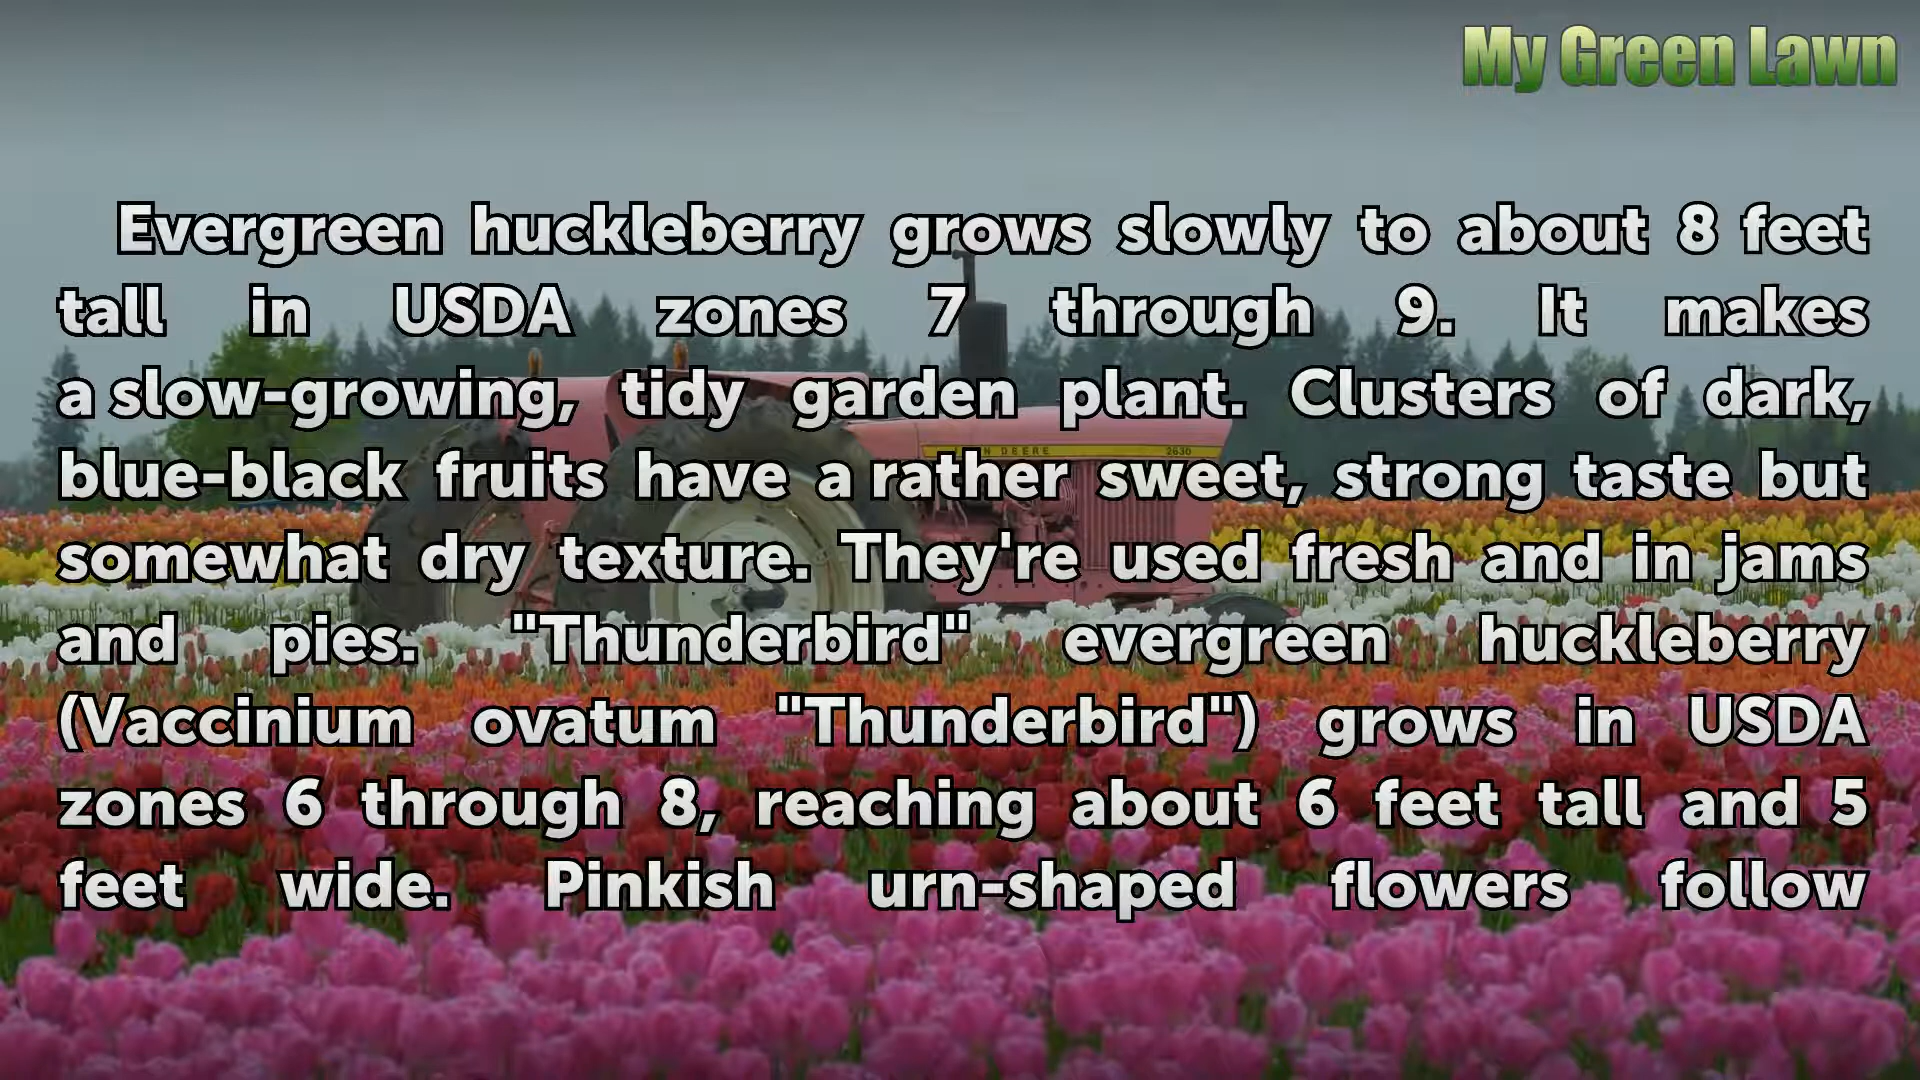 My Green Lawn
Evergreen huckleberry grows slowly to about 8 feet
tall in USDA zones 7 through 9. It makes
a slow-growing, tidy garden plant. Clusters of dark,
blue-black fruits have a rather sweet, strong taste but
somewhat dry texture. They're used fresh and in jams
and pies. "Thunderbird" evergreen huckleberry
(Vaccinium ovatum "Thunderbird") grows in USDA
zones 6 through 8, reaching about 6 feet tall and 5
feet wide. Pinkish urn-shaped flowers follow
DEERE 2630